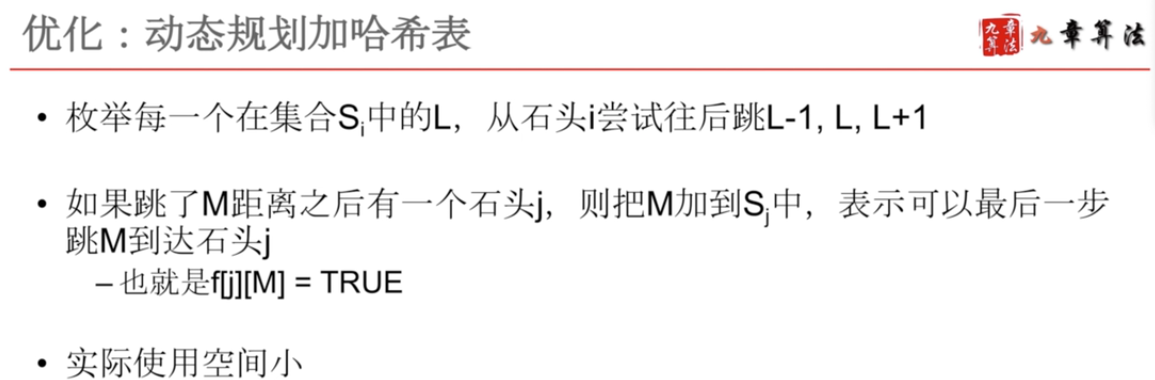 优化：动态规划加哈希表
九章算法
九章算法
• 枚举每一个在集合Si中的L，从石头i尝试往后跳L-1, L, L+1
• 如果跳了M距离之后有一个石头j，则把M加到Sj中，表示可以最后一步
跳M到达石头j
– 也就是f[j][M] = TRUE
• 实际使用空间小